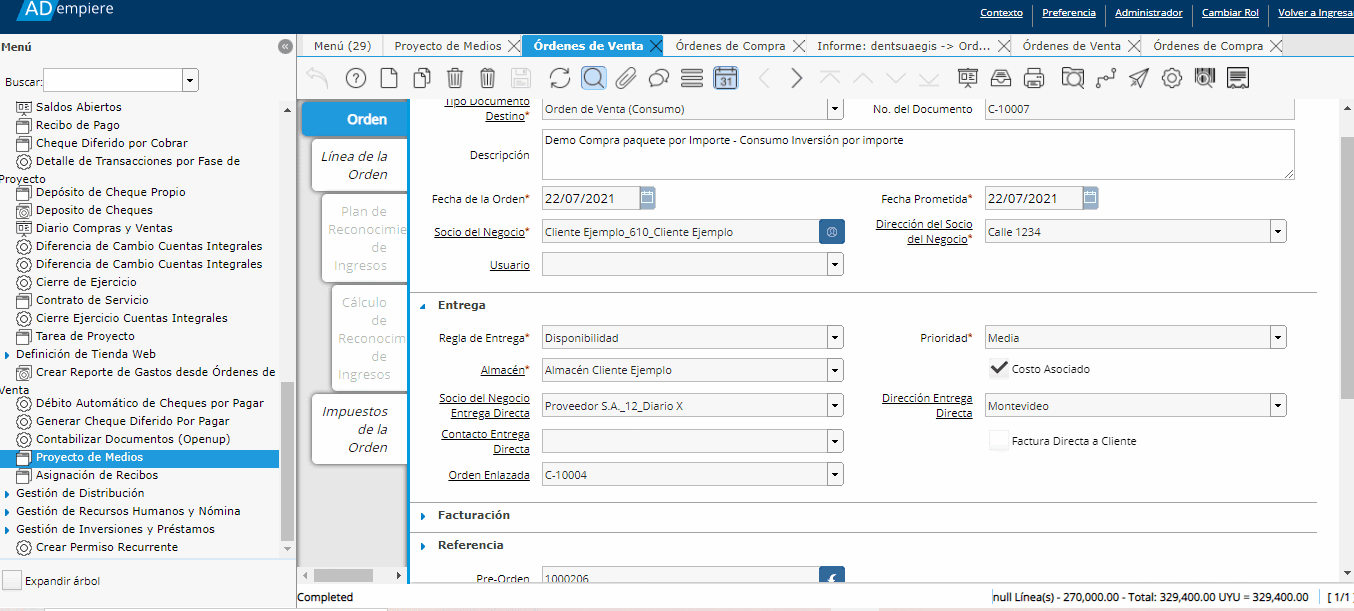 ADempiere
Contexto
Preferencia
Administrador
Cambiar Rol
Volver a Ingresa
Menú
Buscar:
Saldos Abiertos
Recibo de Pago
Cheque Diferido por Cobrar
Detalle de Transacciones por Fase de
Proyecto
Depósito de Cheque Propio
Deposito de Cheques
Diario Compras y Ventas
Diferencia de Cambio Cuentas Integrales
Diferencia de Cambio Cuentas Integrales
Cierre de Ejercicio
Contrato de Servicio
Cierre Ejercicio Cuentas Integrales
Tarea de Proyecto
Definición de Tienda Web
Crear Reporte de Gastos desde Órdenes de
Venta
Débito Automático de Cheques por Pagar
Generar Cheque Diferido Por Pagar
Contabilizar Documentos (Openup)
Proyecto de Medios
Asignación de Recibos
Gestión de Distribución
Gestión de Recursos Humanos y Nómina
Gestión de Inversiones y Préstamos
Crear Permiso Recurrente
Expandir árbol
Menú (29)
Proyecto de Medios
Órdenes de Venta
Órdenes de Compra
Informe: dentsuaegis -> Ord...
Órdenes de Venta
Órdenes de Compra
31
Orden
Línea de la
Orden
Plan de
Reconocimie
de
Ingresos
Cálculo
de
Reconocim
de
Ingresos
Impuestos
de la
Orden
Tipo Documento
Destino*
Orden de Venta (Consumo)
No. del Documento
C-10007
Descripción
Demo Compra paquete por Importe - Consumo Inversión por importe
Fecha de la Orden*
22/07/2021
Fecha Prometida*
22/07/2021
Socio del Negocio*
Cliente Ejemplo_610_Cliente Ejemplo
Dirección del Socio
del Negocio*
Calle 1234
Usuario
Entrega
Regla de Entrega*
Disponibilidad
Prioridad*
Media
Almacén*
Almacén Cliente Ejemplo
Costo Asociado
Socio del Negocio
Entrega Directa
Proveedor S.A._12_Diario X
Dirección Entrega
Directa
Montevideo
Contacto Entrega
Directa
Factura Directa a Cliente
Orden Enlazada
C-10004
Facturación
Referencia
Pre-Orden
1000206
Completed
null Línea(s) - 270,000.00 - Total: 329,400.00 UYU = 329,400.00
[ 1/1